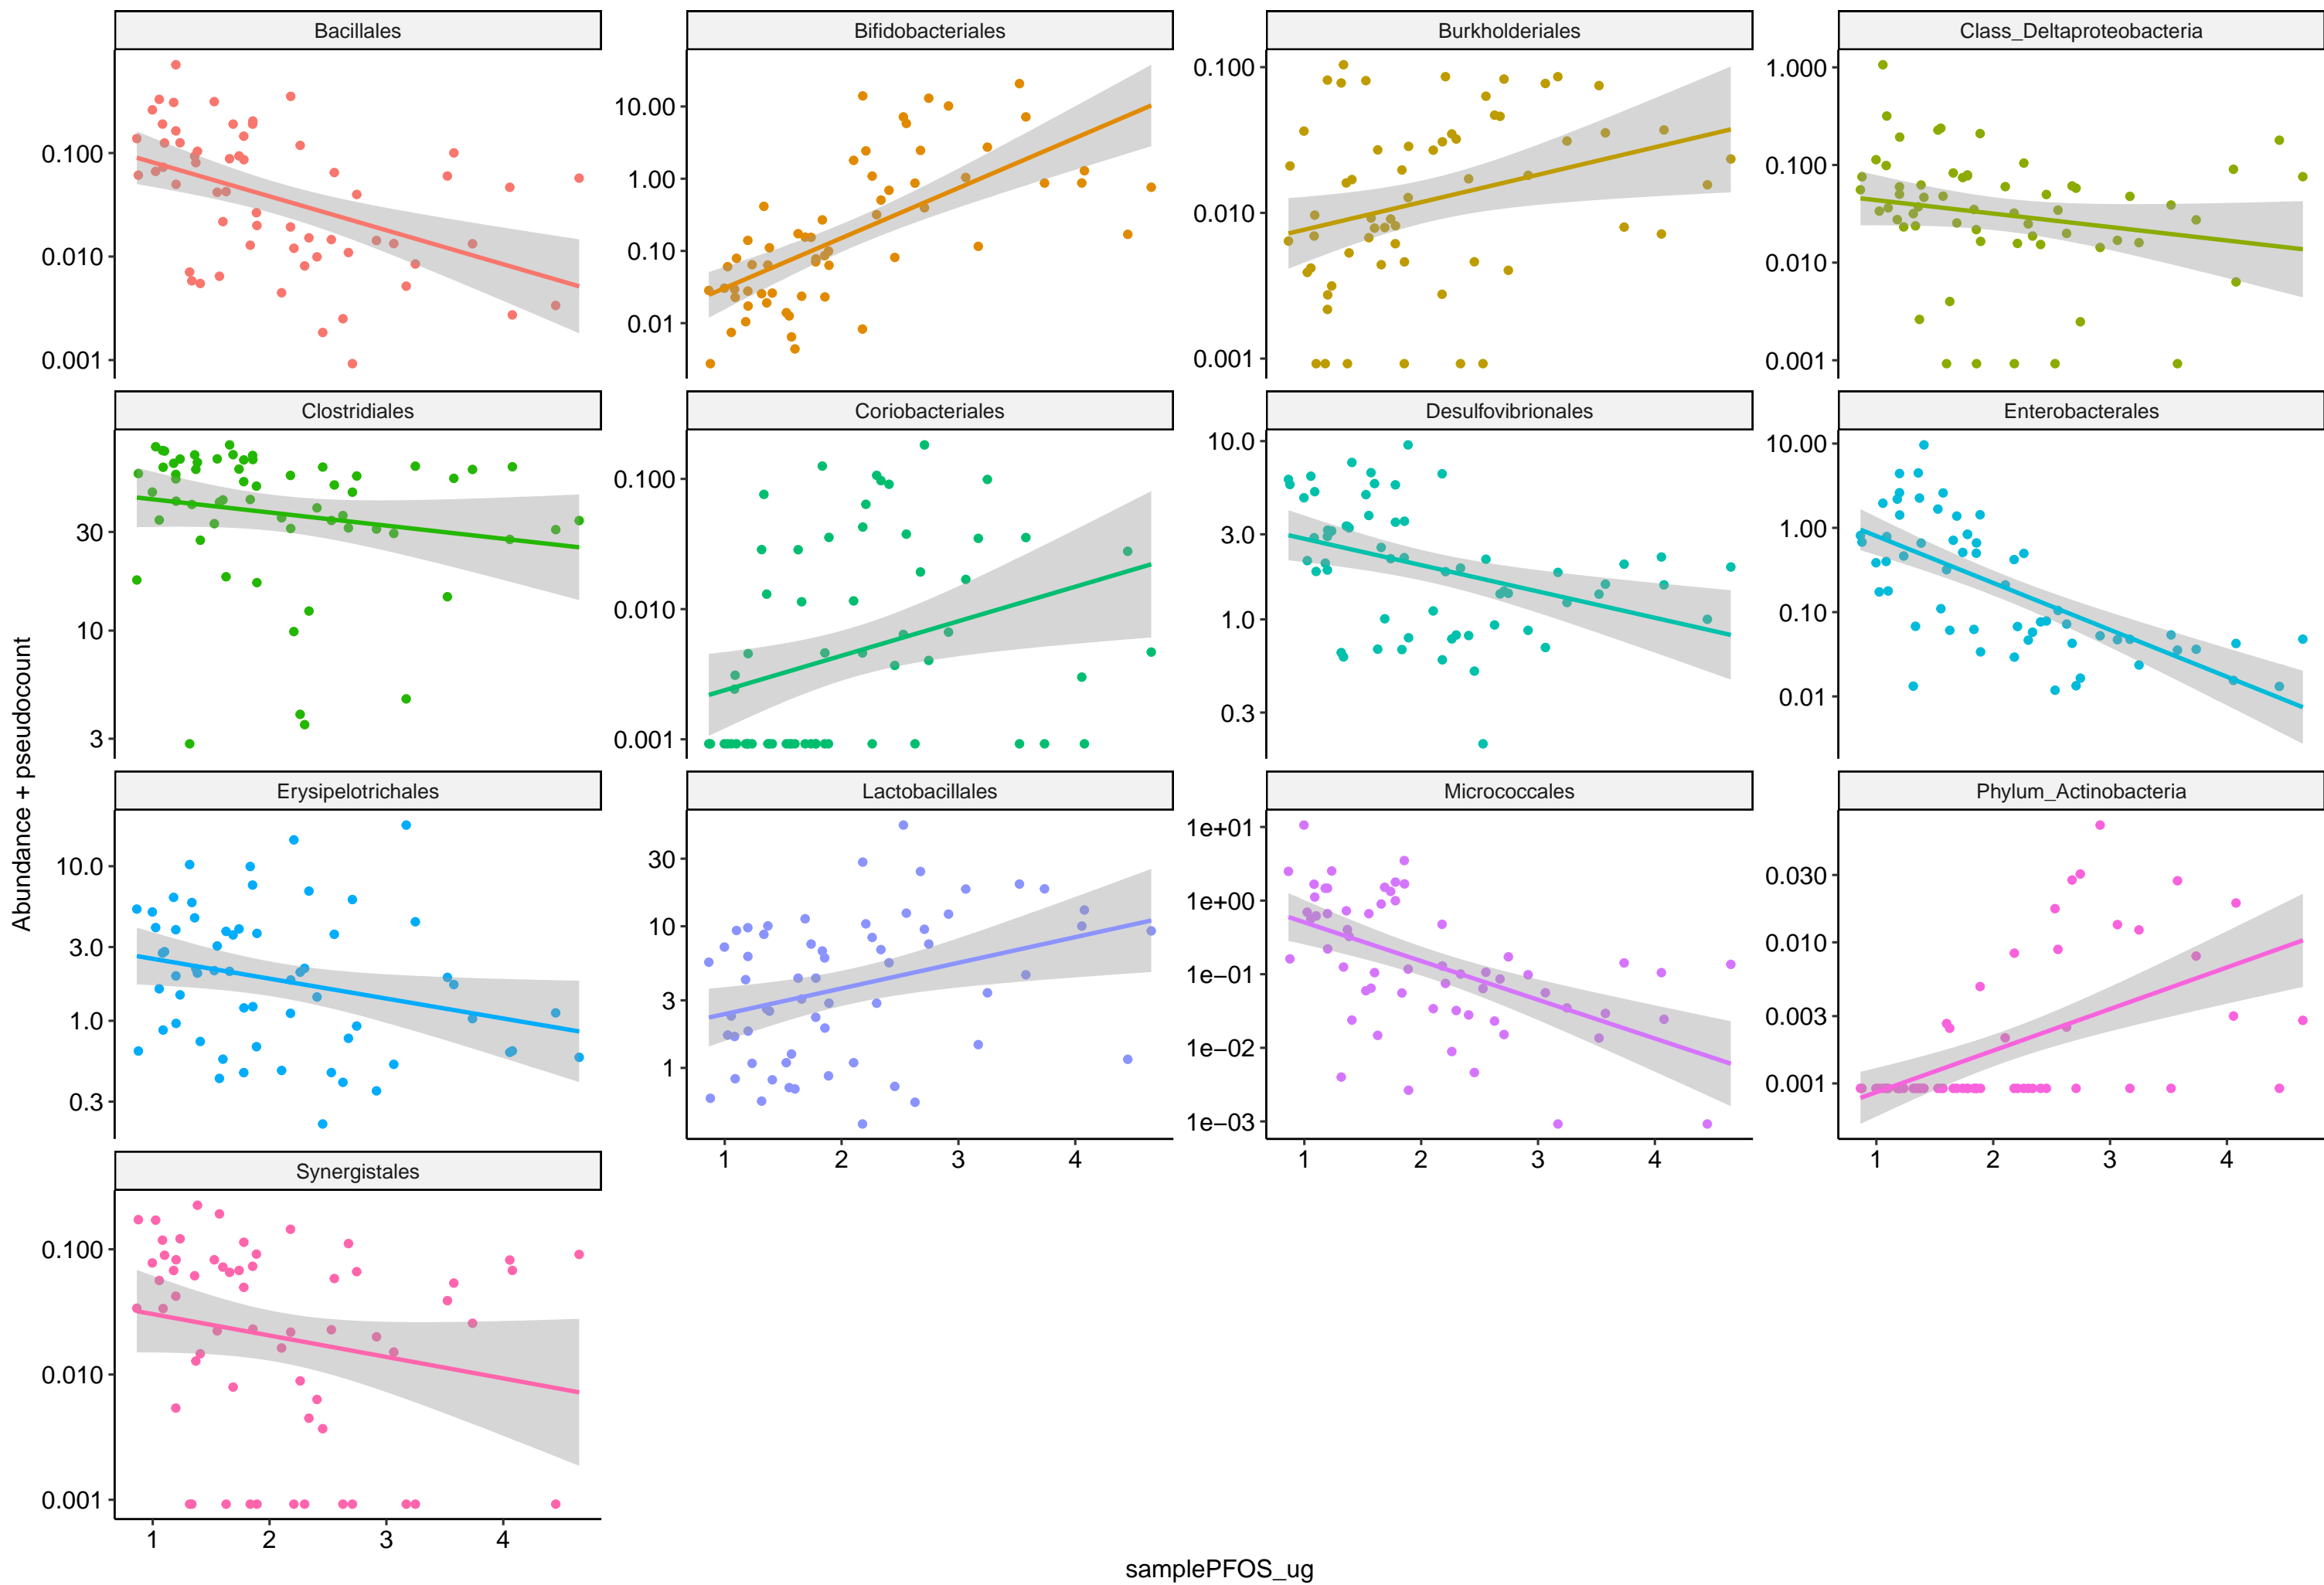 Bacillales
Bifidobacteriales
Burkholderiales
Class_Deltaproteobacteria
0.100
0.010
0.001
10.00
1.00
0.10
0.01
0.100
0.010
0.001
1.000
0.100
0.010
0.001
Clostridiales
Coriobacteriales
Desulfovibrionales
Enterobacterales
30
10
3
0.100
0.010
0.001
10.0
3.0
1.0
0.3
10.00
1.00
0.10
0.01
Erysipelotrichales
Lactobacillales
Micrococcales
Phylum_Actinobacteria
10.0
3.0
1.0
0.3
30
10
3
1
1e+01
1e+00
1e−01
1e−02
1e−03
0.030
0.010
0.003
0.001
1 2 3 4
1 2 3 4
1 2 3 4
Synergistales
0.100
0.010
0.001
1 2 3 4
Abundance + pseudocount
samplePFOS_ug